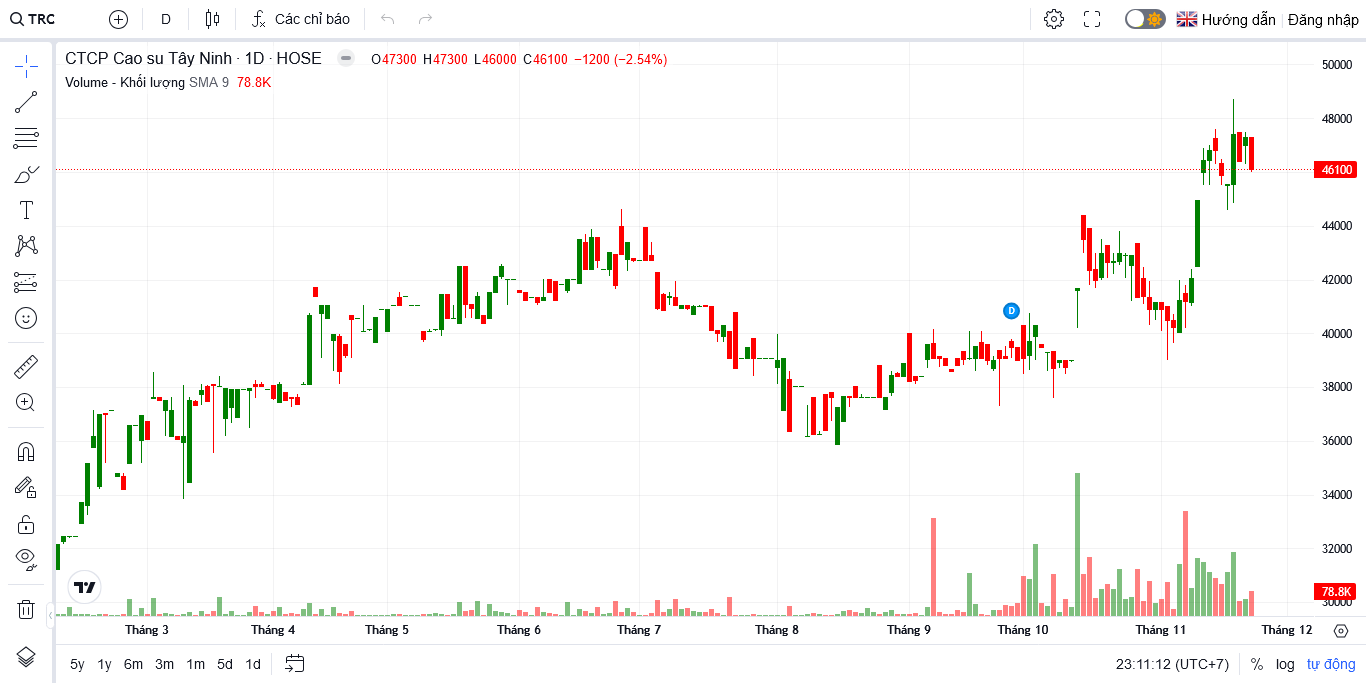 TRC D Các chỉ báo Hướng dẫn Đăng nhập
CTCP Cao su Tây Ninh · 1D · HOSE O47300 H47300 L46000 C46100 −1200 (−2.54%)
Volume - Khối lượng SMA 9 78.8K
50000
48000
46100
44000
42000
40000
38000
36000
34000
32000
78.8K
30000
D
Tháng 3 Tháng 4 Tháng 5 Tháng 6 Tháng 7 Tháng 8 Tháng 9 Tháng 10 Tháng 11 Tháng 12
5y 1y 6m 3m 1m 5d 1d 23:11:12 (UTC+7) % log tự động